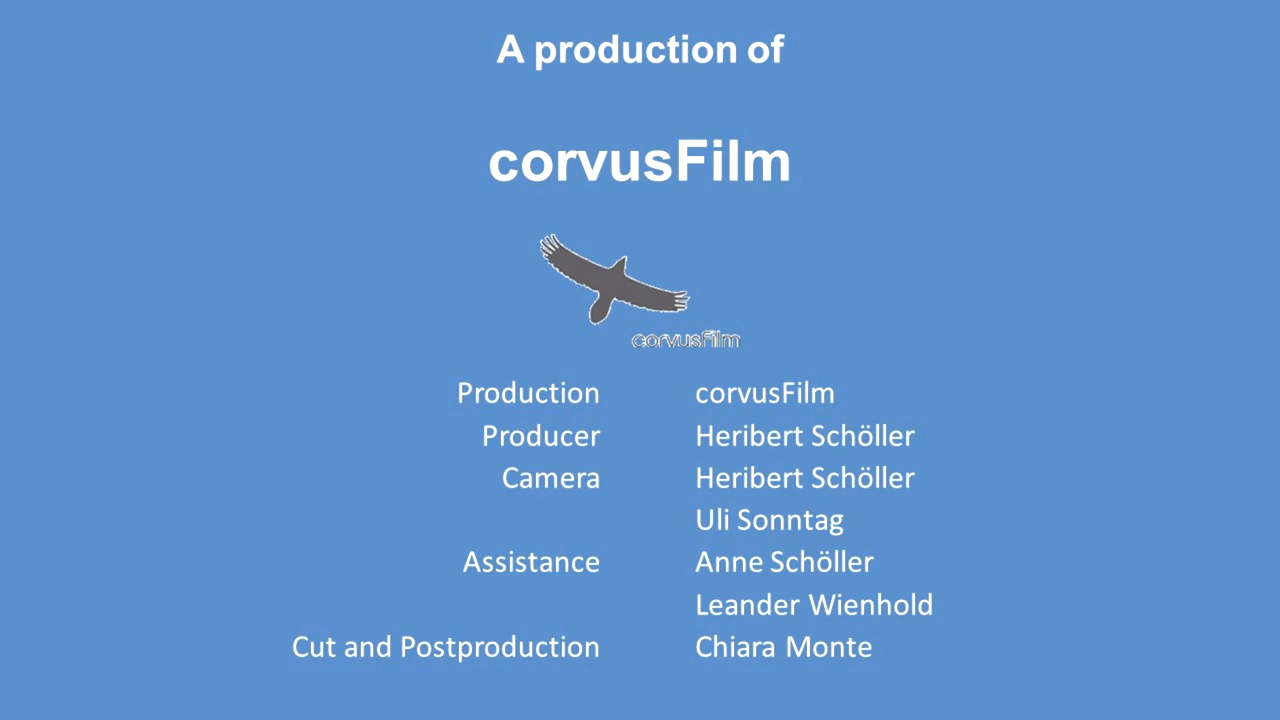 A production of
corvusFilm
corvusFilm
Production corvusFilm
Producer Heribert Schöller
Camera Heribert Schöller
Uli Sonntag
Assistance Anne Schöller
Leander Wienhold
Cut and Postproduction Chiara Monte